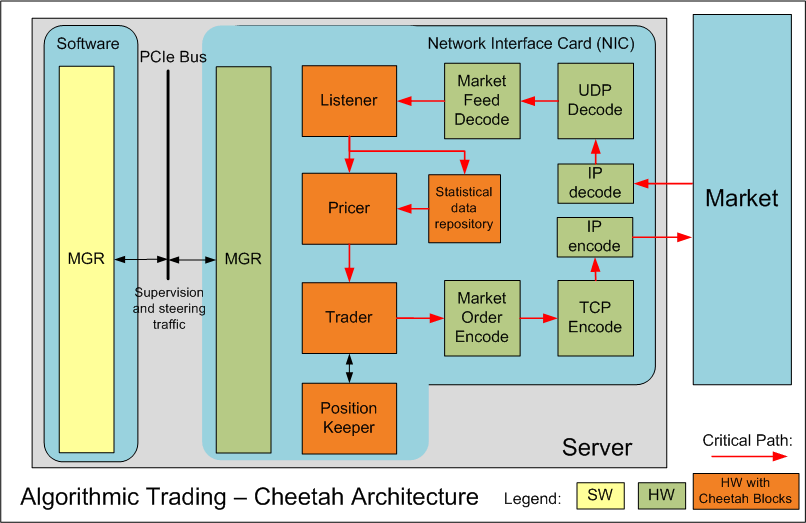 Software
PCIe Bus
Network Interface Card (NIC)
MGR
Supervision
and steering
traffic
MGR
Listener
Market
Feed
Decode
UDP
Decode
IP
decode
Pricer
Statistical
data
repository
IP
encode
Market
Trader
Market
Order
Encode
TCP
Encode
Position
Keeper
Server
Critical Path:
Algorithmic Trading – Cheetah Architecture
Legend:
SW
HW
HW with
Cheetah Blocks